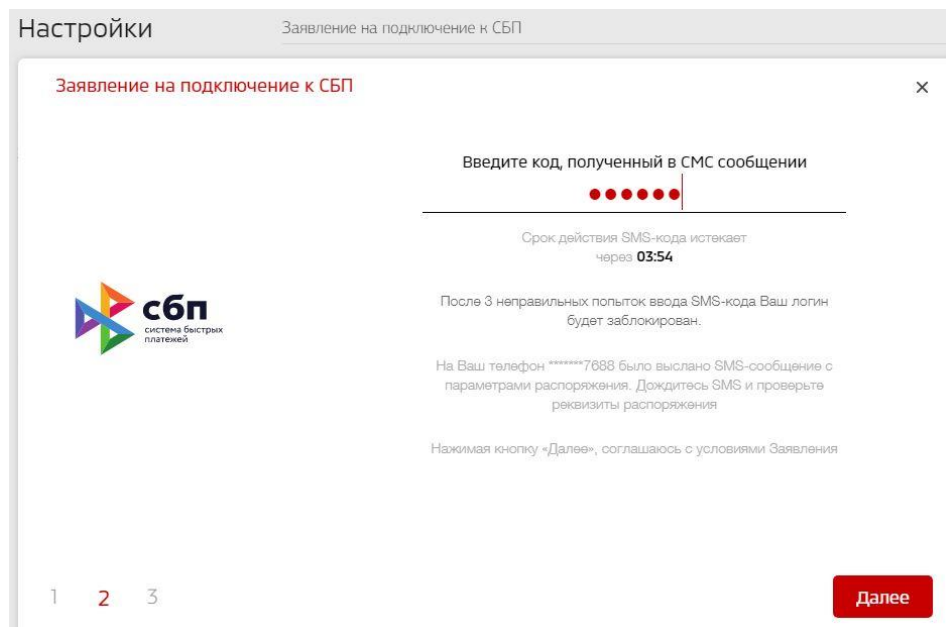 Настройки
Заявление на подключение к СБП
Заявление на подключение к СБП
Введите код, полученный в СМС сообщении
Срок действия SMS-кода истекает
через 03:54
После 3 неправильных попыток ввода SMS-кода Ваш логин
будет заблокирован.
сбп
система быстрых
платежей
На Ваш телефон *******7688 было выслано SMS-сообщение с
параметрами распоряжения. Дождитесь SMS и проверьте
реквизиты распоряжения
Нажимая кнопку «Далее», соглашаюсь с условиями Заявления
1 2 3
Далее